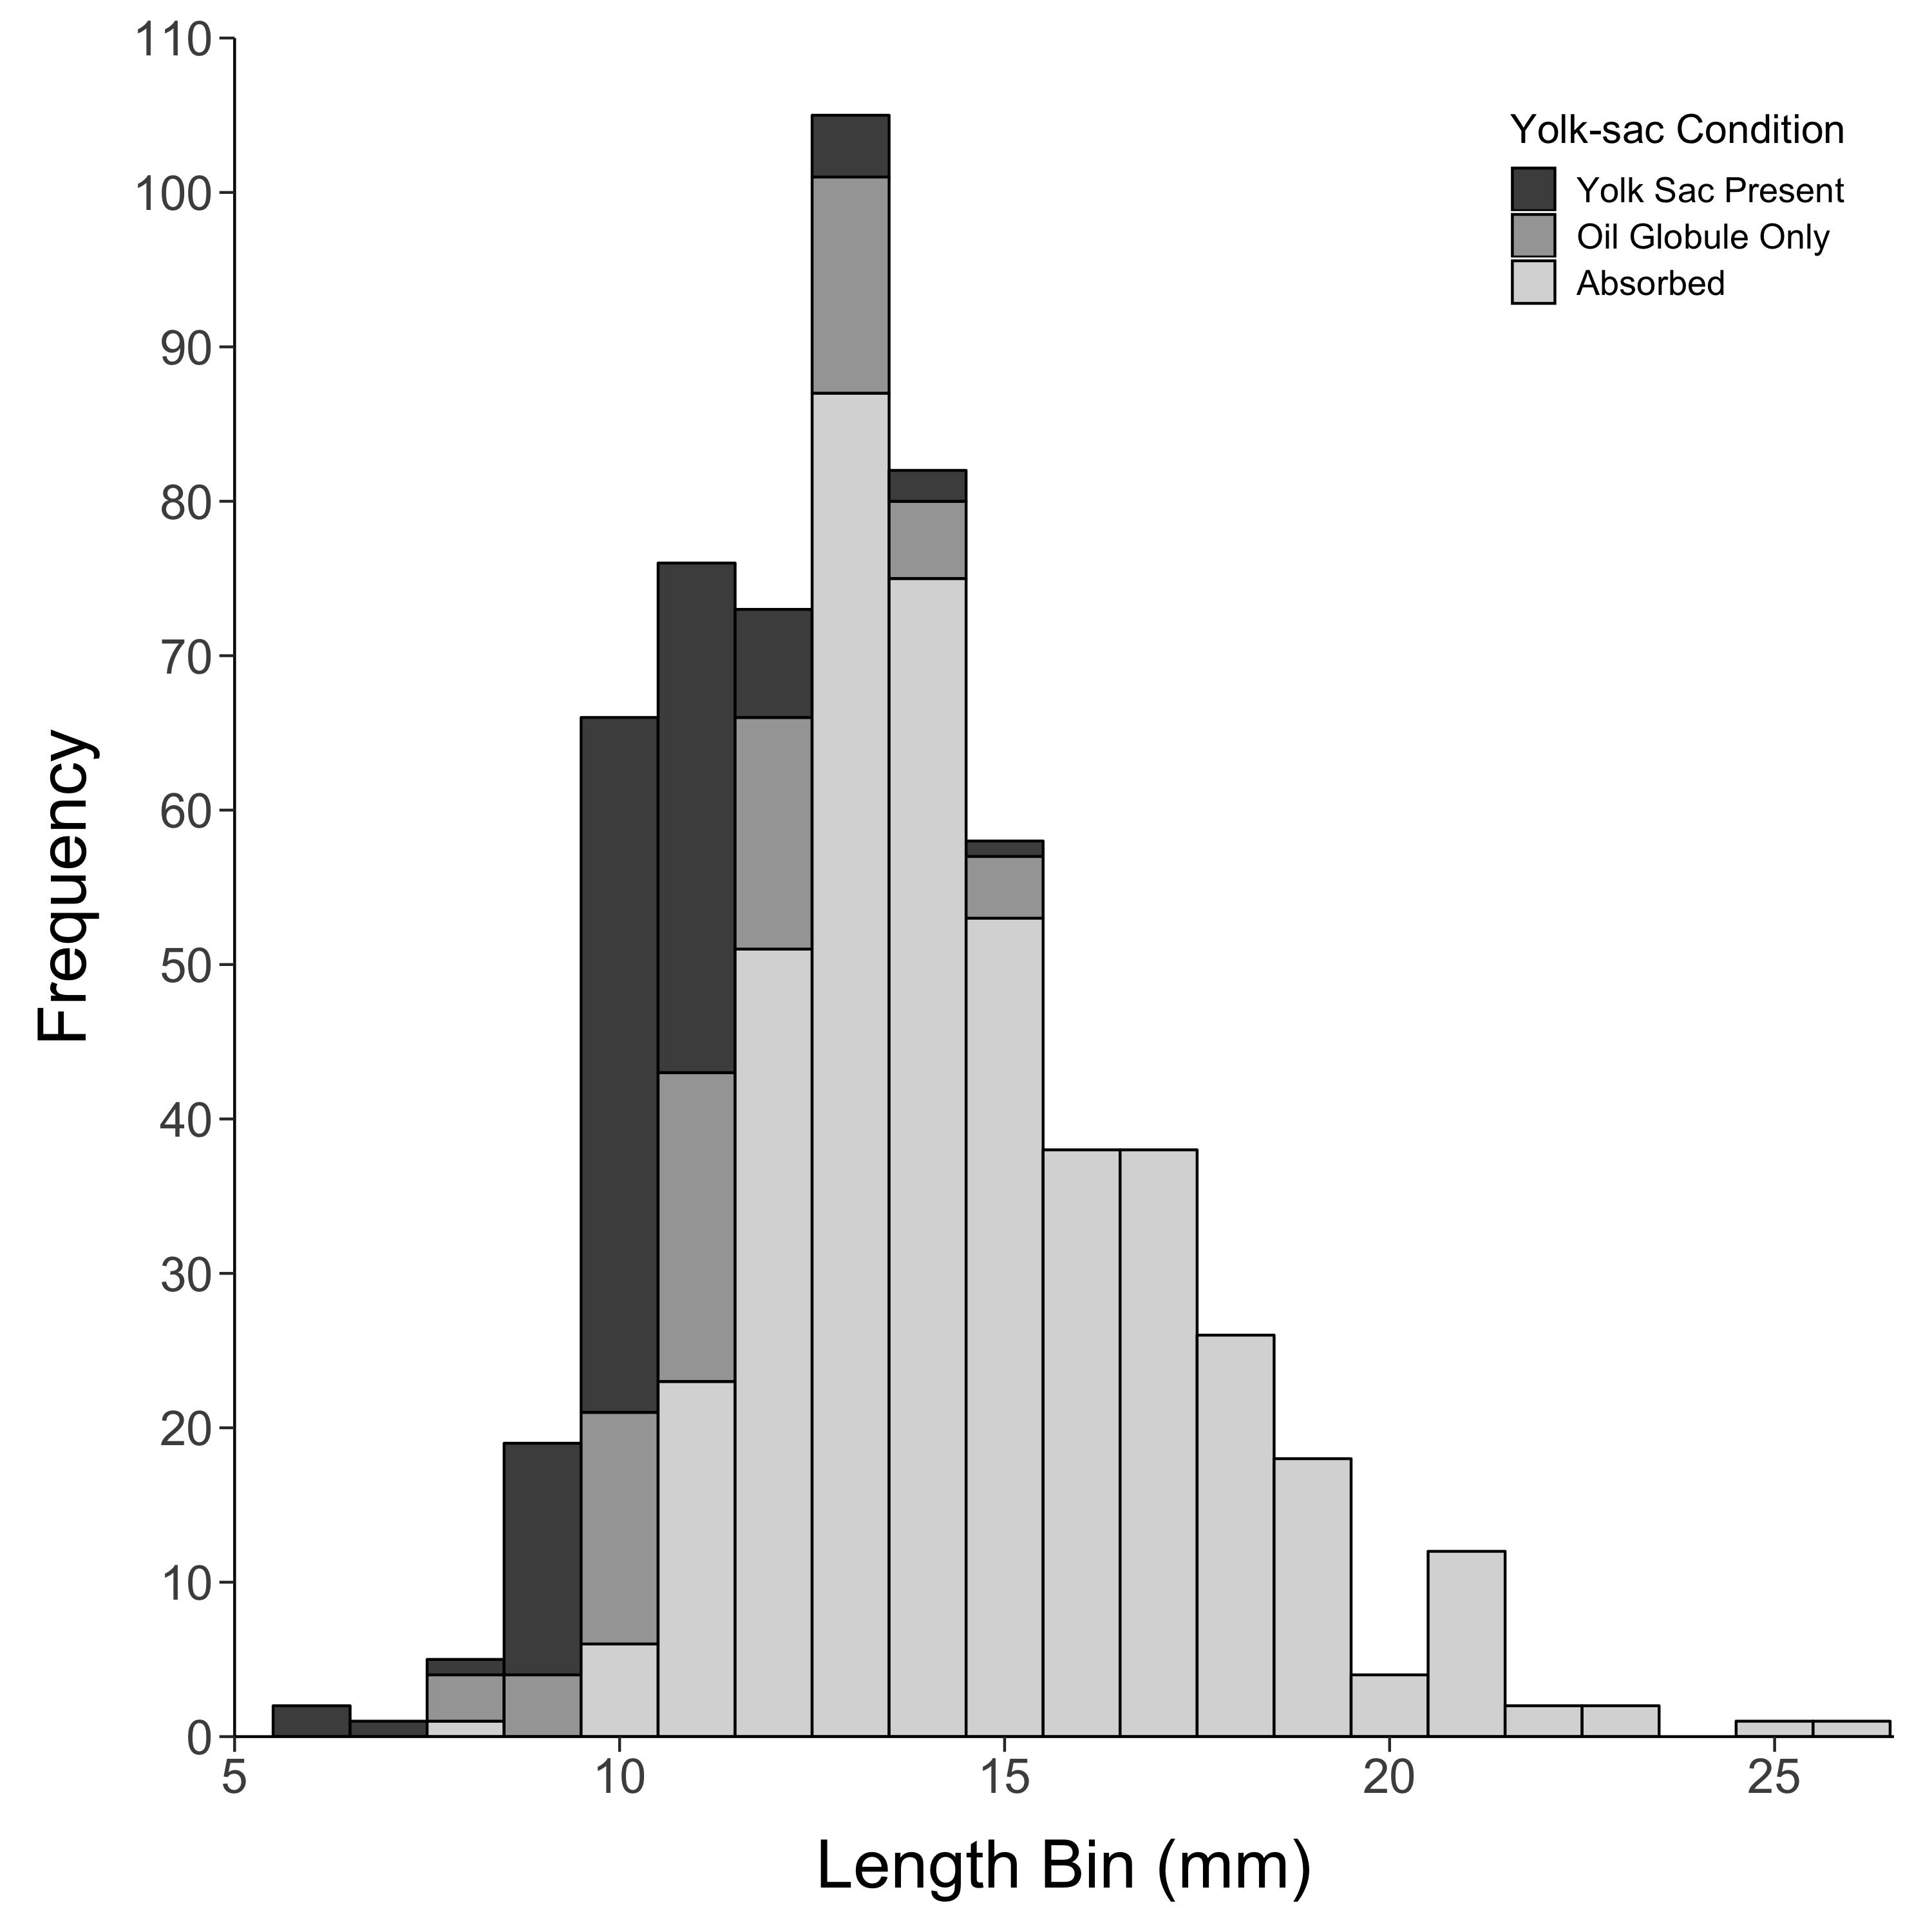 110
100
90
80
70
60
50
40
30
20
10
0
Frequency
Yolk-sac Condition
Yolk Sac Present
Oil Globule Only
Absorbed
5 10 15 20 25
Length Bin (mm)